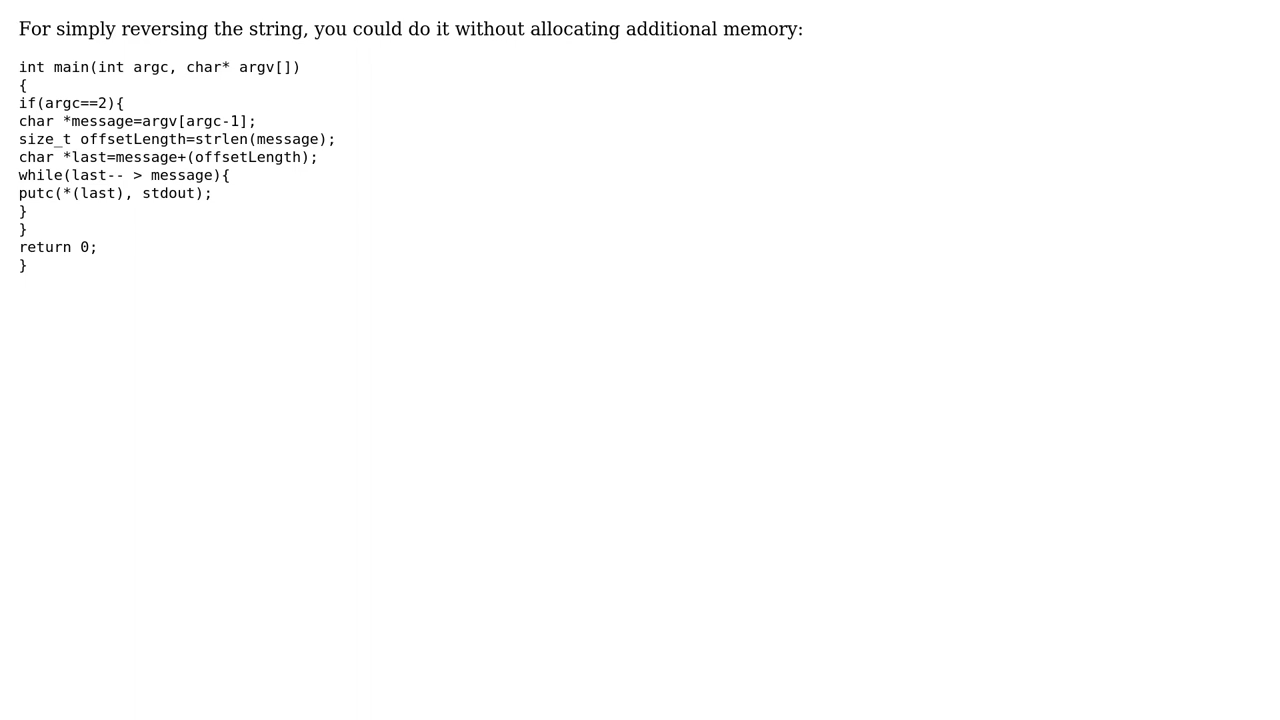 For simply reversing the string, you could do it without allocating additional memory:
int main(int argc, char* argv[])
{
if(argc==2){
char *message=argv[argc-1];
size_t offsetLength=strlen(message);
char *last=message+(offsetLength);
while(last-- > message){
putc(*(last), stdout);
}
}
return 0;
}